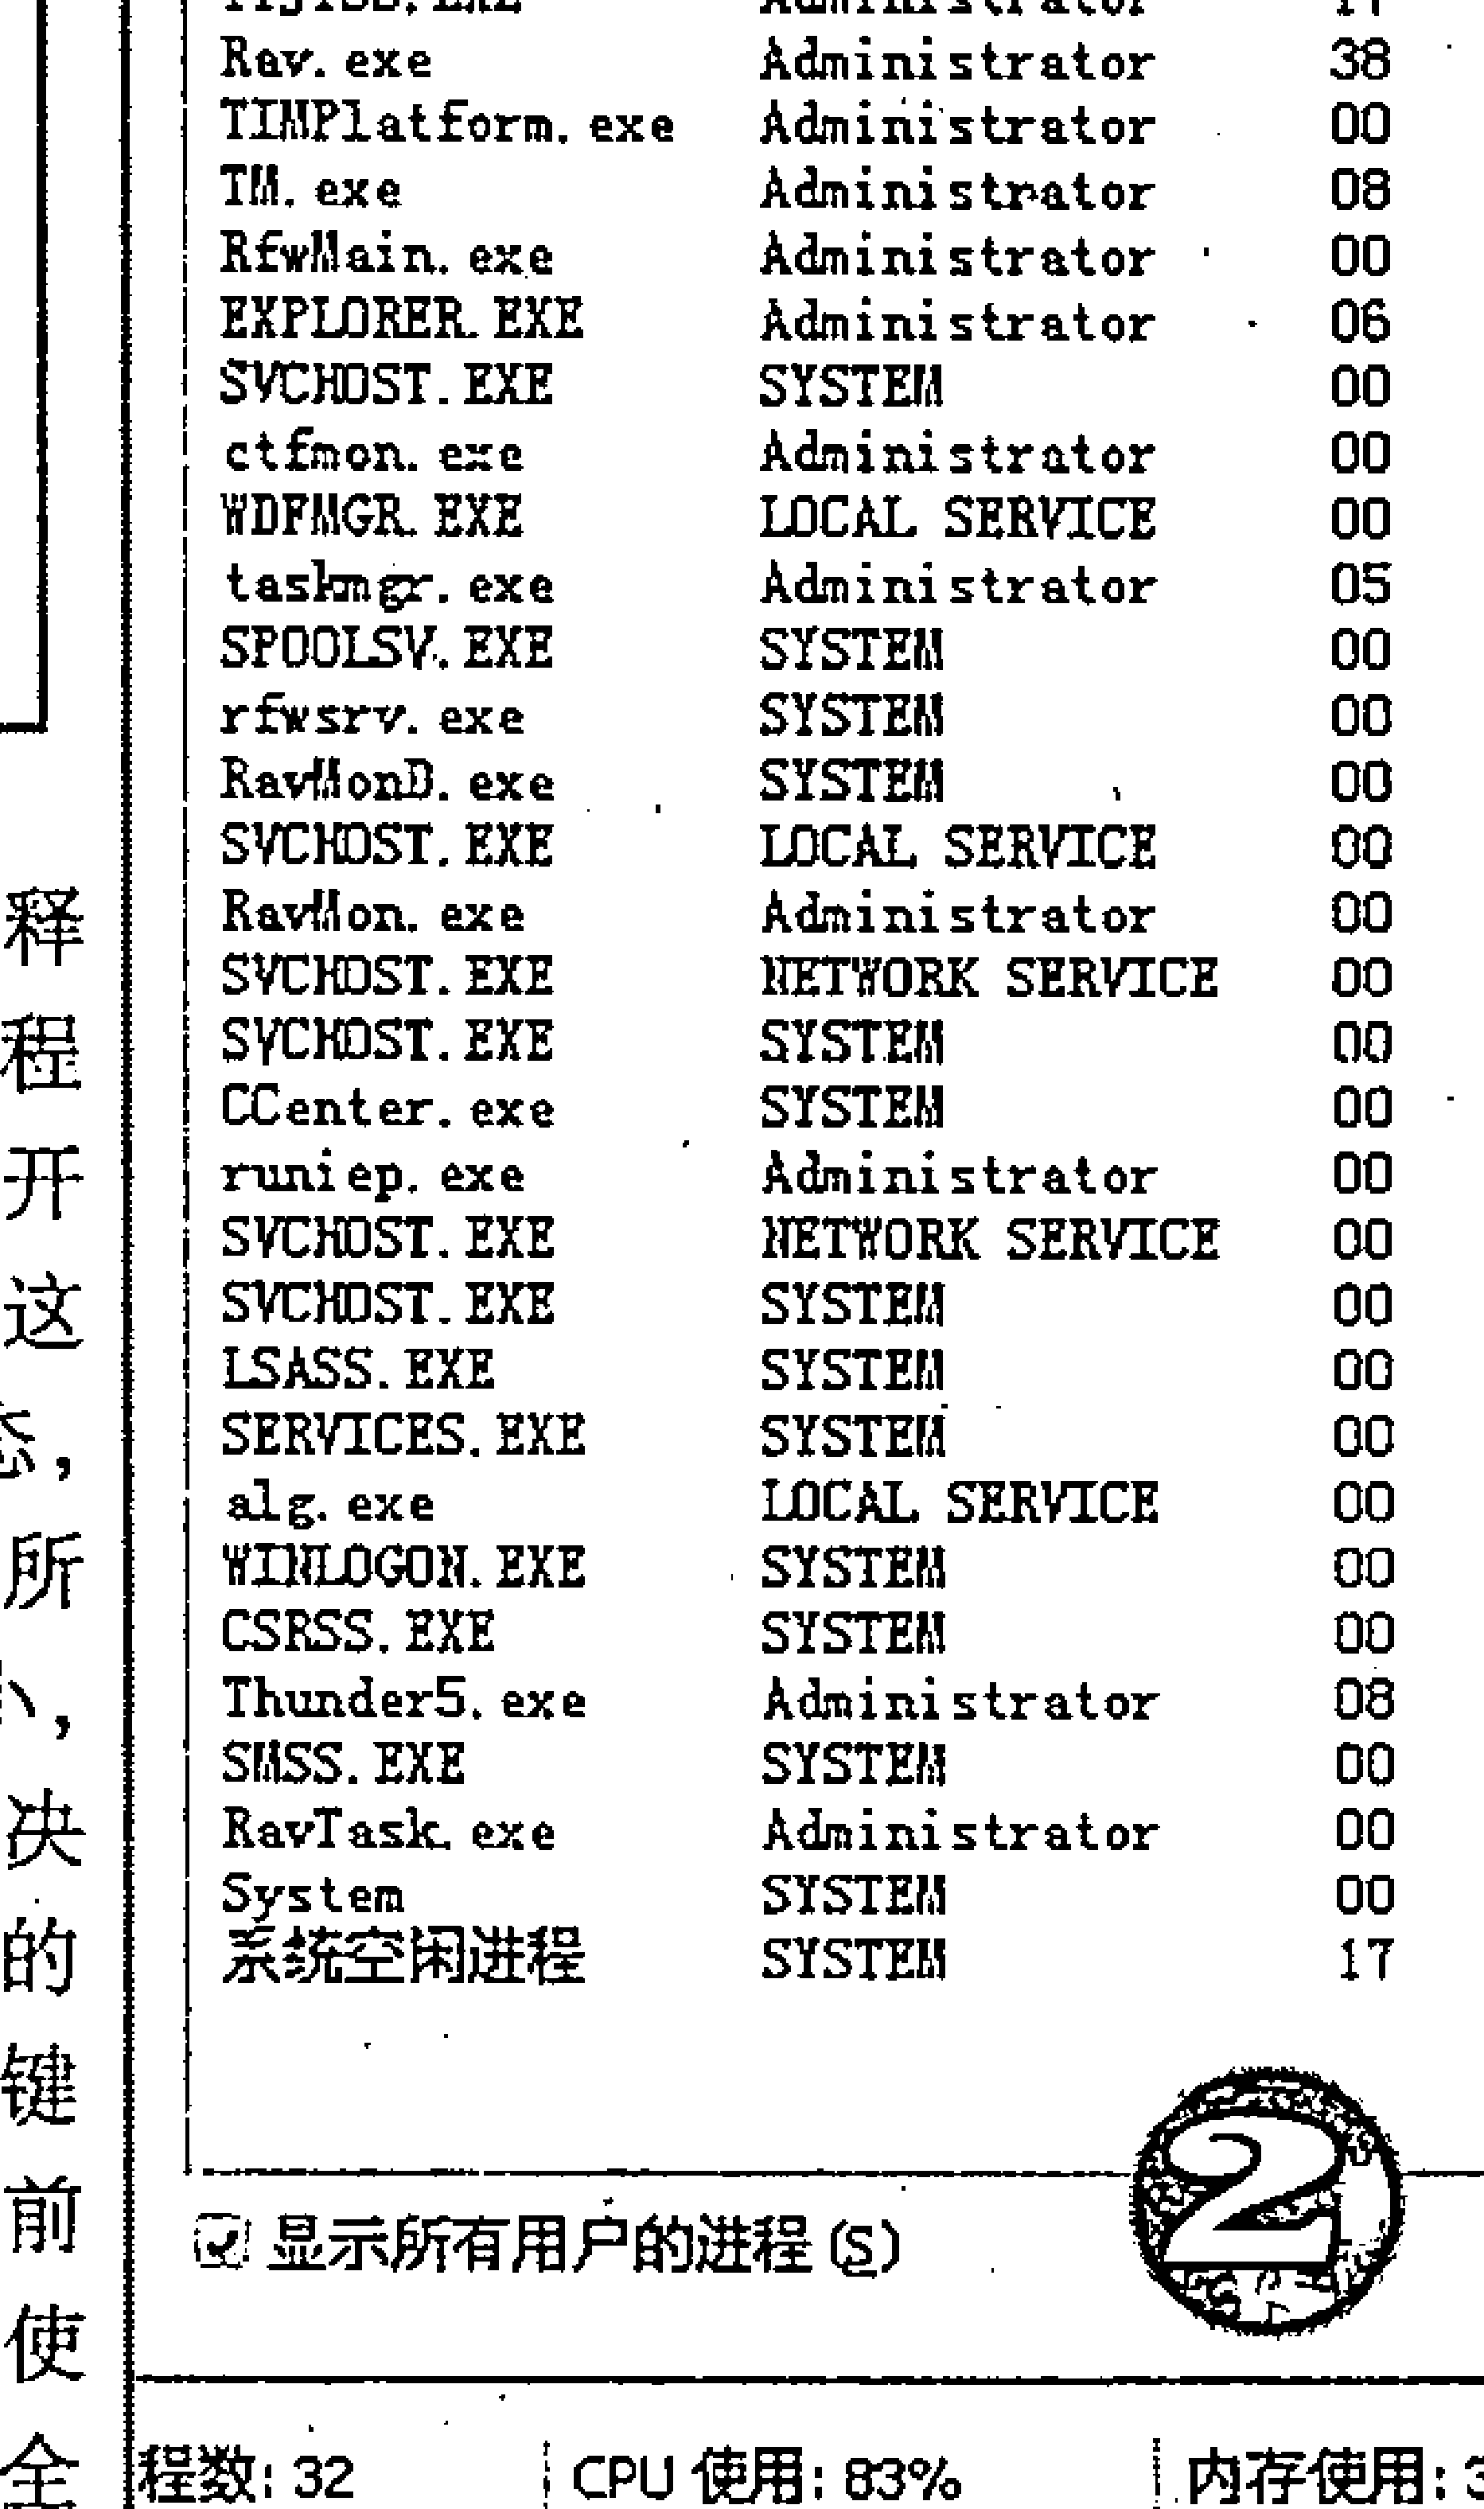 Rav.exe Administrator 38
TIMPlatform.exe Administrator 00
TM.exe Administrator 08
RfwMain.exe Administrator 00
EXPLORER.EXE Administrator 06
SVCHOST.EXE SYSTEM 00
ctfmon.exe Administrator 00
WDFMGR.EXE LOCAL SERVICE 00
taskmgr.exe Administrator 05
SPOOLSV.EXE SYSTEM 00
rfwsrv.exe SYSTEM 00
RavMonD.exe SYSTEM 00
SVCHOST.EXE LOCAL SERVICE 00
RavMon.exe Administrator 00
SVCHOST.EXE NETWORK SERVICE 00
SVCHOST.EXE SYSTEM 00
CCenter.exe SYSTEM 00
runiep.exe Administrator 00
SVCHOST.EXE NETWORK SERVICE 00
SVCHOST.EXE SYSTEM 00
LSASS.EXE SYSTEM 00
SERVICES.EXE SYSTEM 00
alg.exe LOCAL SERVICE 00
WINLOGON.EXE SYSTEM 00
CSRSS.EXE SYSTEM 00
Thunder5.exe Administrator 08
SMSS.EXE SYSTEM 00
RavTask.exe Administrator 00
System SYSTEM 00
系统空闲进程 SYSTEM 17
2
显示所有用户的进程(S)
程数: 32 CPU 使用: 83% 内存使用: 3
释
程
开
这
态,
所
决
的
键
前
使
全